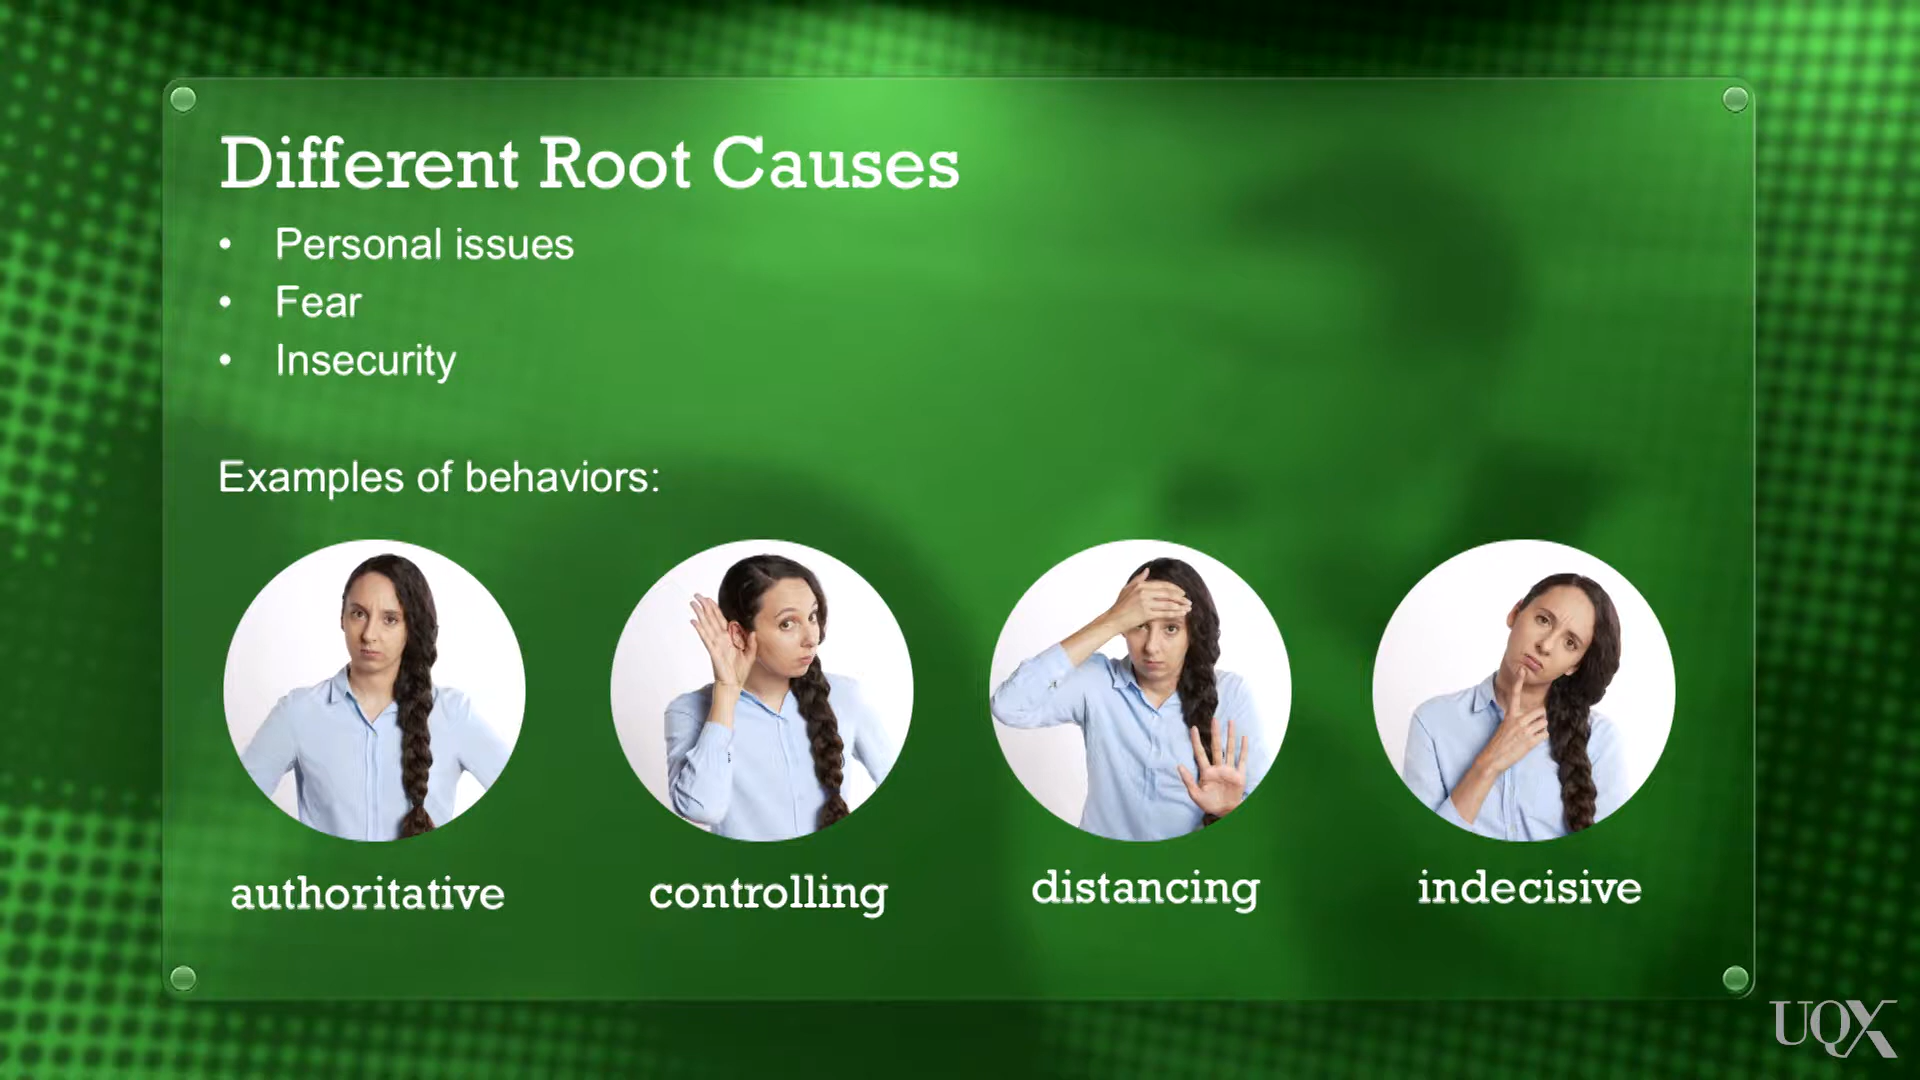 Different Root Causes
• Personal issues
• Fear
• Insecurity
Examples of behaviors:
authoritative
controlling
distancing
indecisive
UQX